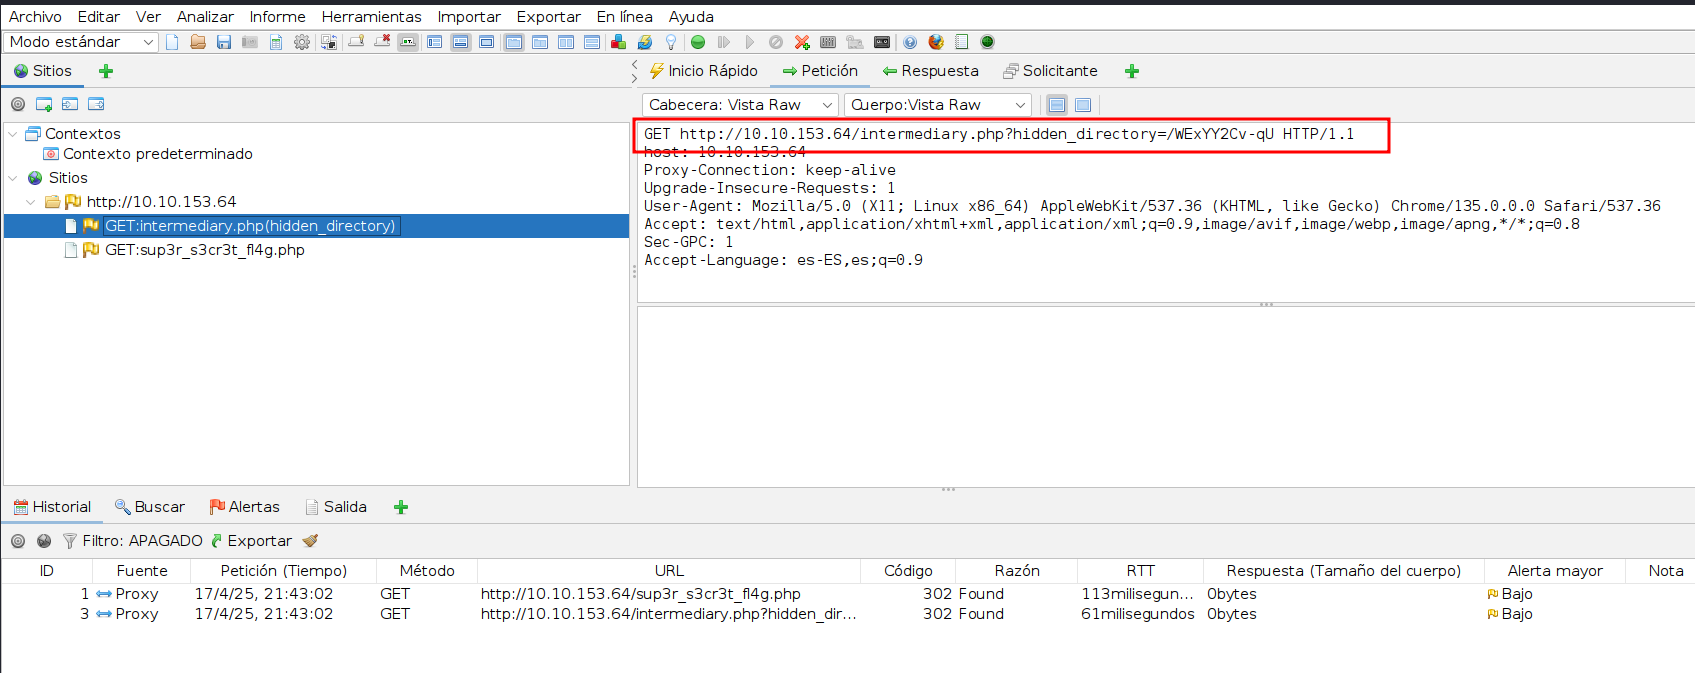 Archivo Editar Ver Analizar Informe Herramientas Importar Exportar En línea Ayuda
Modo estándar
Sitios
Inicio Rápido Petición Respuesta Solicitante
Cabecera: Vista Raw Cuerpo:Vista Raw
Contextos
Contexto predeterminado
Sitios
http://10.10.153.64
GET:intermediary.php(hidden_directory)
GET:sup3r_s3cr3t_fl4g.php
GET http://10.10.153.64/intermediary.php?hidden_directory=/WExYY2Cv-qU HTTP/1.1
host: 10.10.153.64
Proxy-Connection: keep-alive
Upgrade-Insecure-Requests: 1
User-Agent: Mozilla/5.0 (X11; Linux x86_64) AppleWebKit/537.36 (KHTML, like Gecko) Chrome/135.0.0.0 Safari/537.36
Accept: text/html,application/xhtml+xml,application/xml;q=0.9,image/avif,image/webp,image/apng,*/*;q=0.8
Sec-GPC: 1
Accept-Language: es-ES,es;q=0.9
Historial Buscar Alertas Salida
Filtro: APAGADO Exportar
ID Fuente Petición (Tiempo) Método URL Código Razón RTT Respuesta (Tamaño del cuerpo) Alerta mayor Nota
1 Proxy 17/4/25, 21:43:02 GET http://10.10.153.64/sup3r_s3cr3t_fl4g.php 302 Found 113milisegun... 0bytes Bajo
3 Proxy 17/4/25, 21:43:02 GET http://10.10.153.64/intermediary.php?hidden_dir... 302 Found 61milisegundos 0bytes Bajo